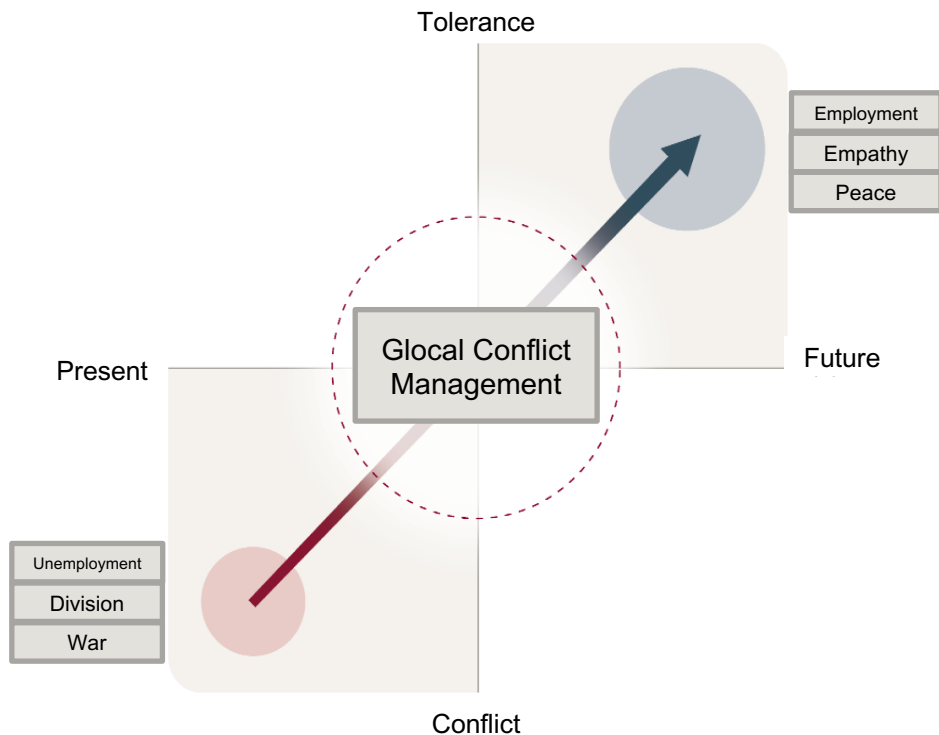 Tolerance
Employment
Empathy
Peace
Glocal Conflict
Management
Present
Future
Unemployment
Division
War
Conflict